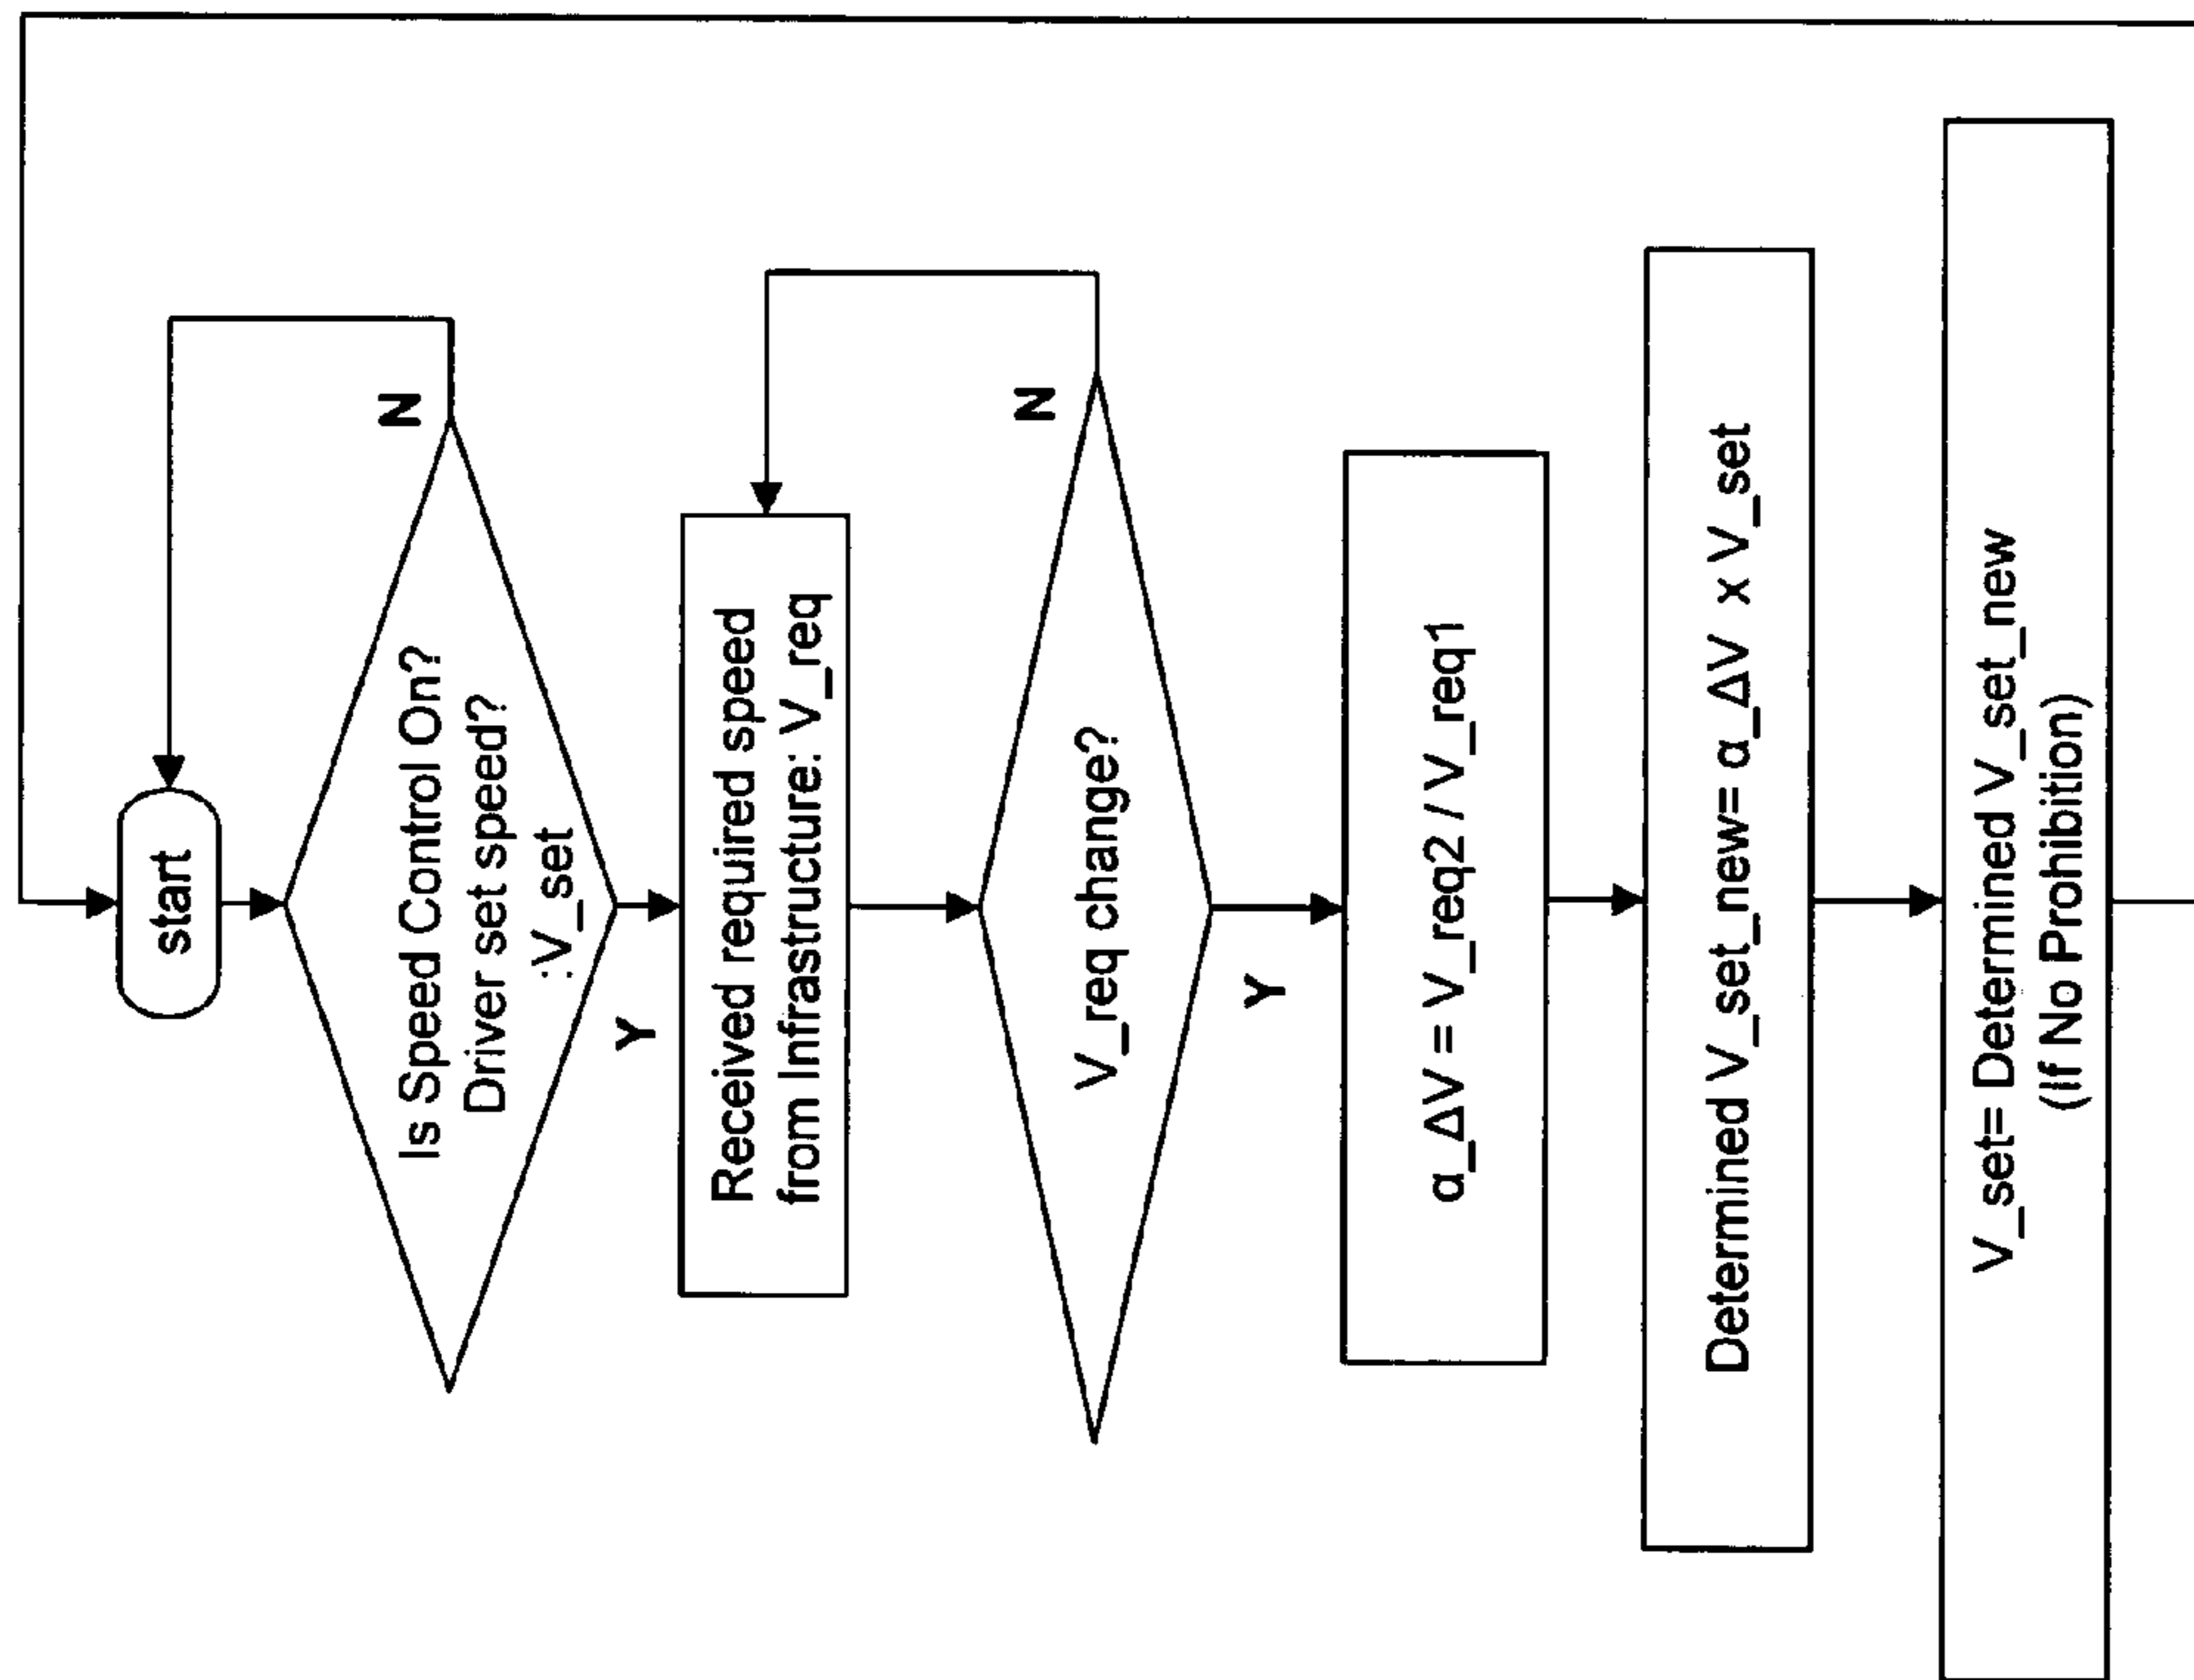 start
Is Speed Control On?
Driver set speed?
:V_set
N
Y
Received required speed
from Infrastructure: V_req
V_req change?
N
Y
α_ΔV = V_req2 / V_req1
Determined V_set_new= α_ΔV x V_set
V_set= Determined V_set_new
(If No Prohibition)